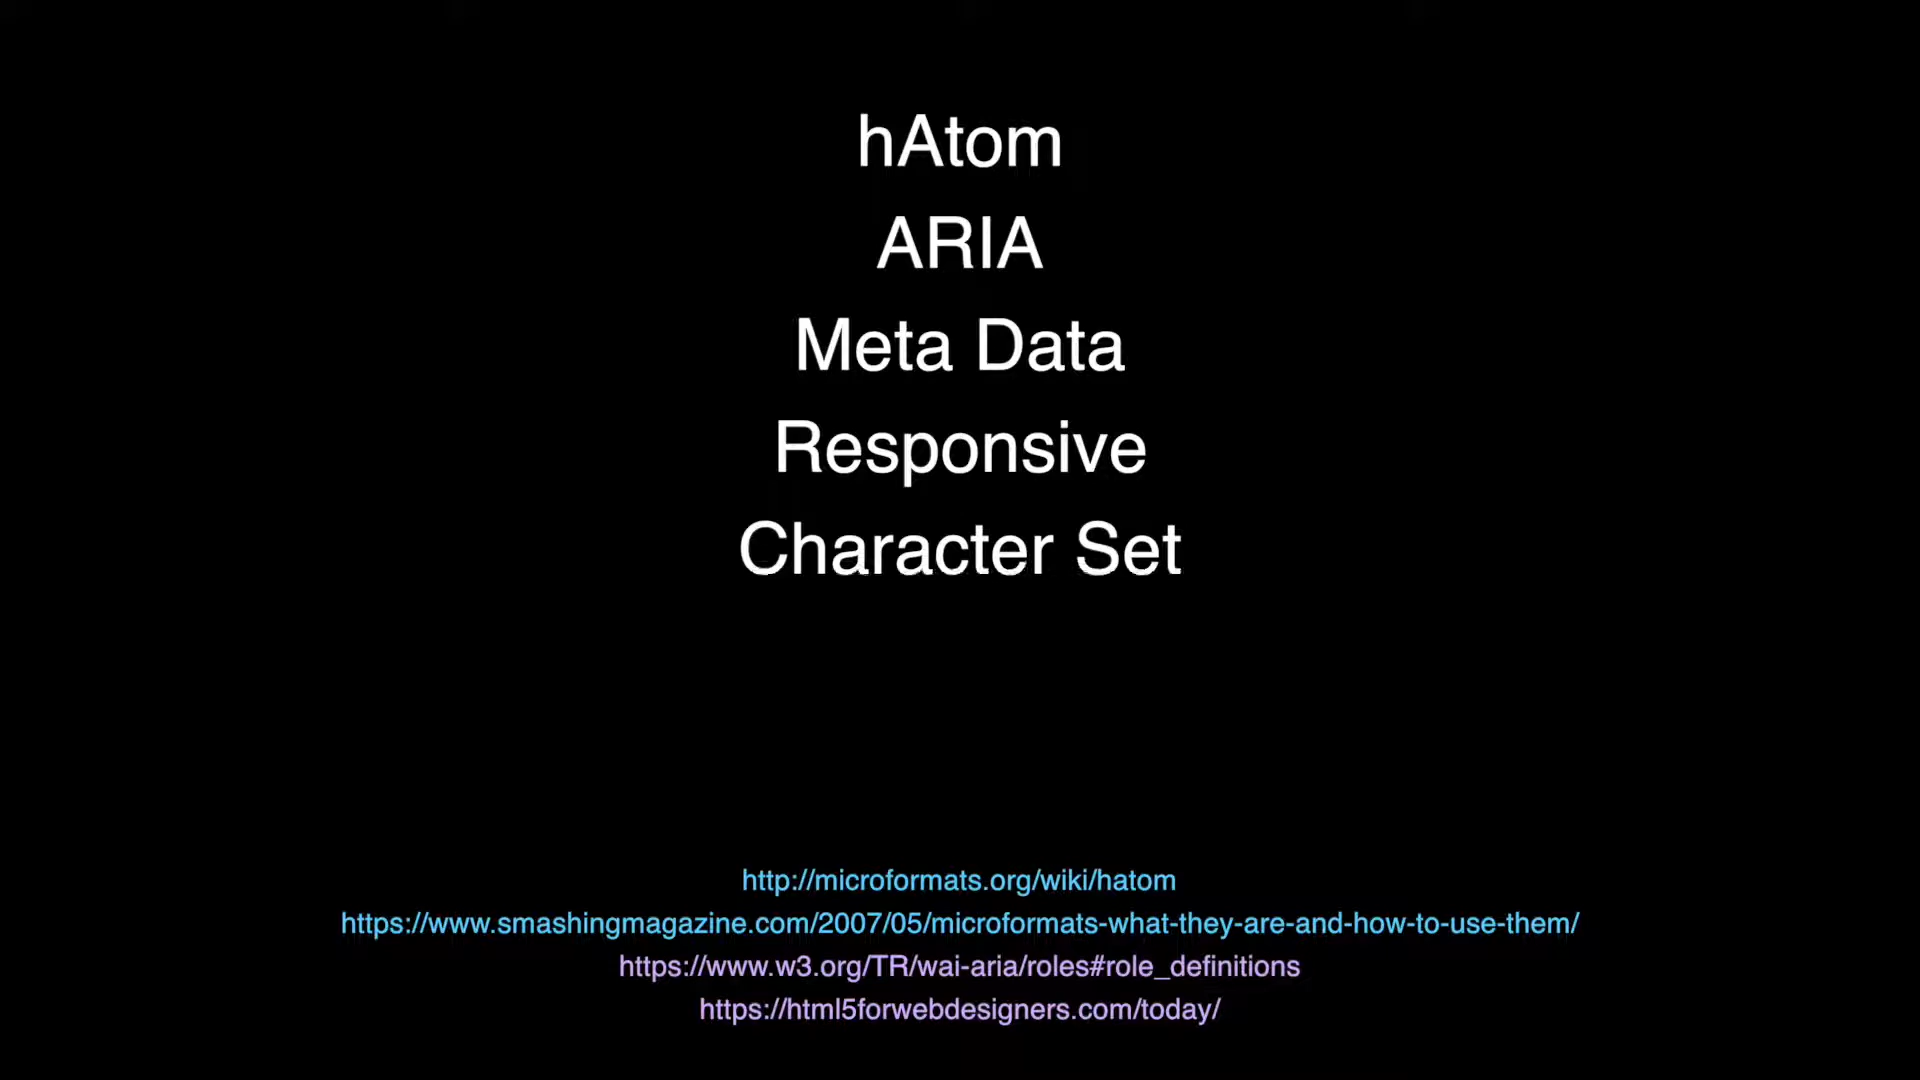 hAtom
ARIA
Meta Data
Responsive
Character Set
http://microformats.org/wiki/hatom
https://www.smashingmagazine.com/2007/05/microformats-what-they-are-and-how-to-use-them/
https://www.w3.org/TR/wai-aria/roles#role_definitions
https://html5forwebdesigners.com/today/